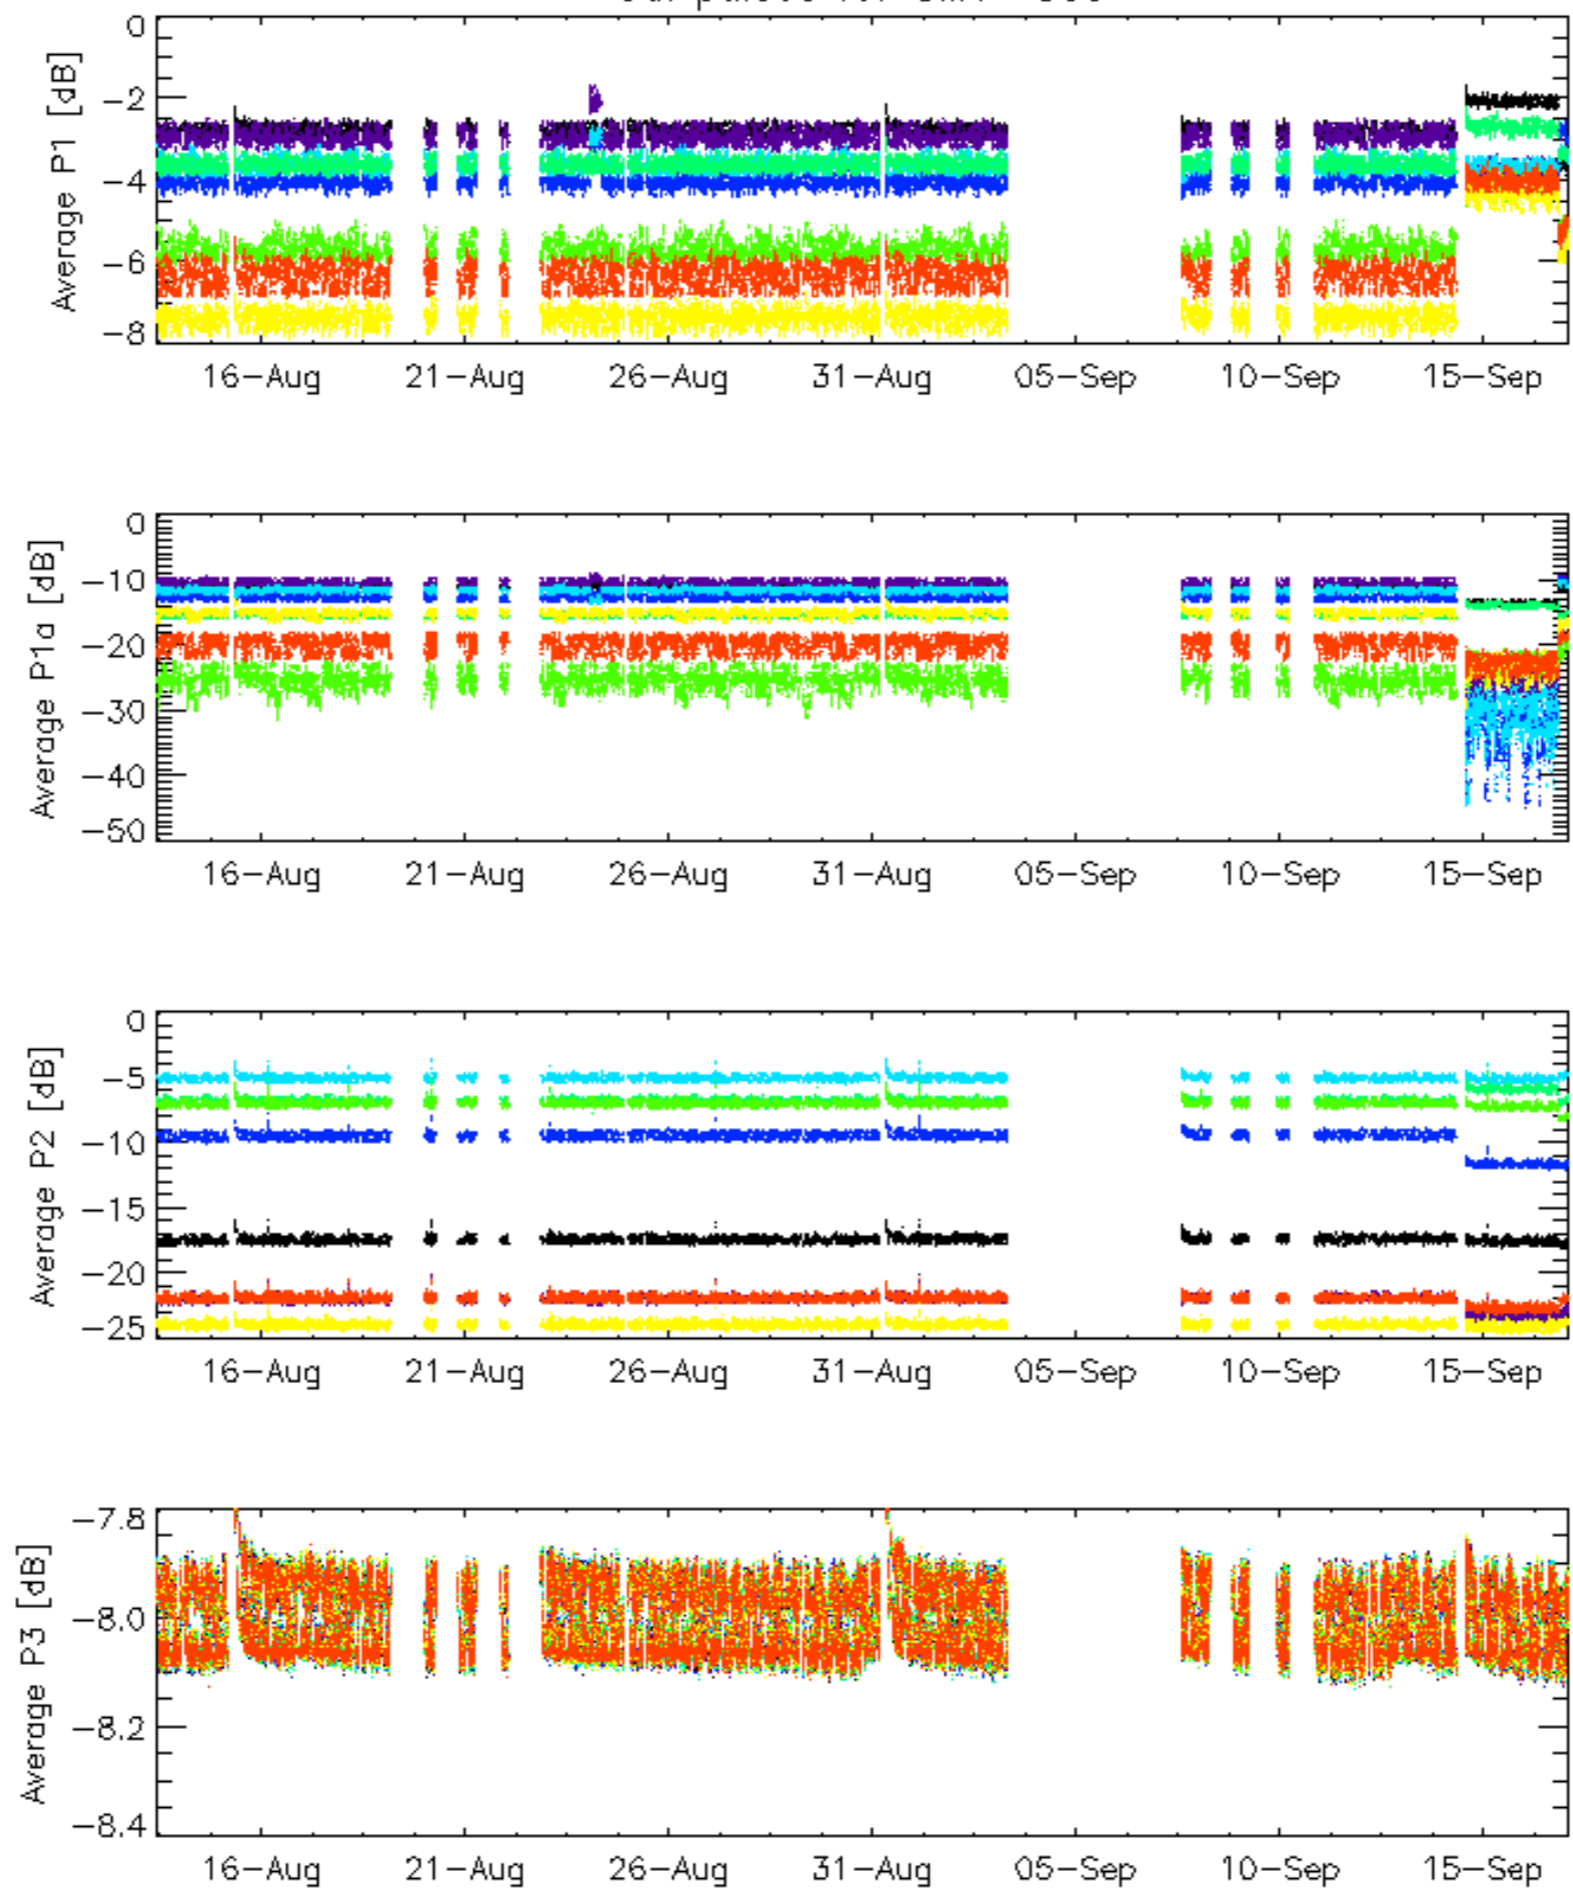 Average P1 [dB]
0
−2
−4
−6
−8
16−Aug 21−Aug 26−Aug 31−Aug 05−Sep 10−Sep 15−Sep
Average P1a [dB]
0
−10
−20
−30
−40
−50
16−Aug 21−Aug 26−Aug 31−Aug 05−Sep 10−Sep 15−Sep
Average P2 [dB]
0
−5
−10
−15
−20
−25
16−Aug 21−Aug 26−Aug 31−Aug 05−Sep 10−Sep 15−Sep
Average P3 [dB]
−7.8
−8.0
−8.2
−8.4
16−Aug 21−Aug 26−Aug 31−Aug 05−Sep 10−Sep 15−Sep